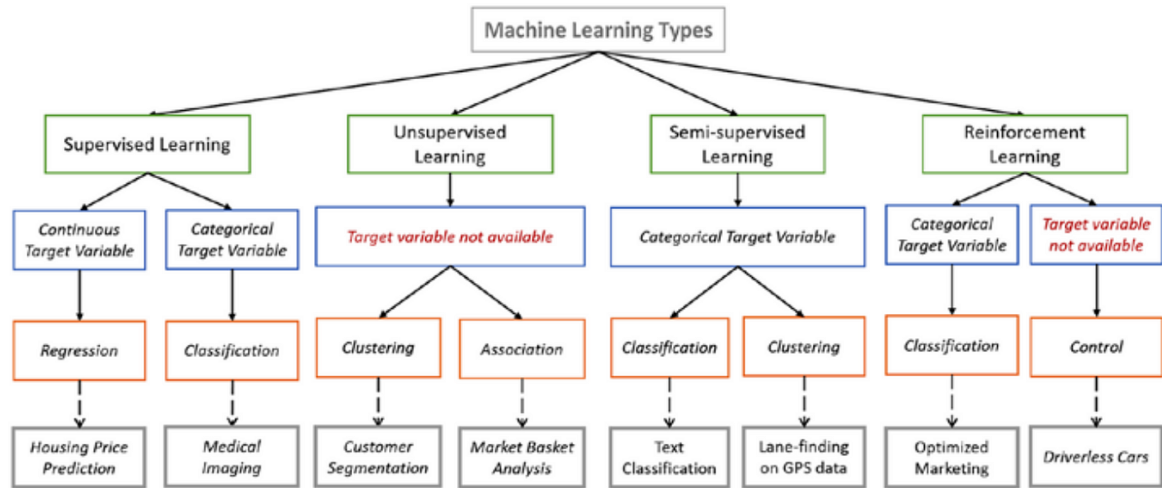 Machine Learning Types
Supervised Learning
Unsupervised
Learning
Semi-supervised
Learning
Reinforcement
Learning
Continuous
Target Variable
Categorical
Target Variable
Target variable not available
Categorical Target Variable
Categorical
Target Variable
Target variable
not available
Regression
Classification
Clustering
Association
Classification
Clustering
Classification
Control
Housing Price
Prediction
Medical
Imaging
Customer
Segmentation
Market Basket
Analysis
Text
Classification
Lane-finding
on GPS data
Optimized
Marketing
Driverless Cars